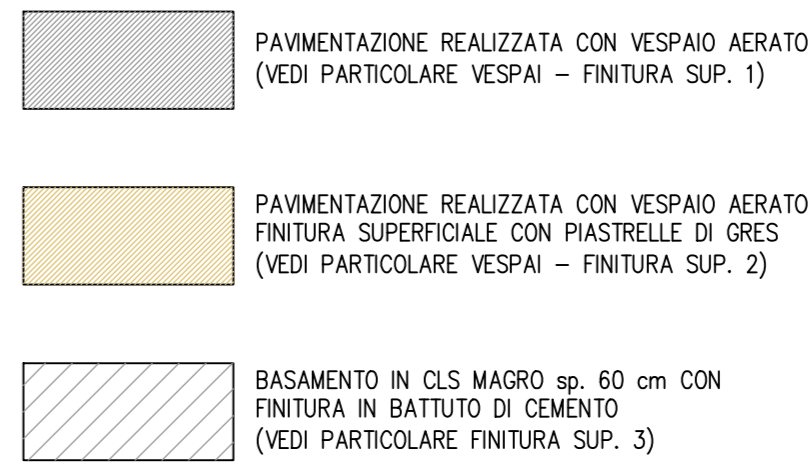 PAVIMENTAZIONE REALIZZATA CON VESPAIO AERATO
(VEDI PARTICOLARE VESPAI – FINITURA SUP. 1)
PAVIMENTAZIONE REALIZZATA CON VESPAIO AERATO
FINITURA SUPERFICIALE CON PIASTRELLE DI GRES
(VEDI PARTICOLARE VESPAI – FINITURA SUP. 2)
BASAMENTO IN CLS MAGRO sp. 60 cm CON
FINITURA IN BATTUTO DI CEMENTO
(VEDI PARTICOLARE FINITURA SUP. 3)